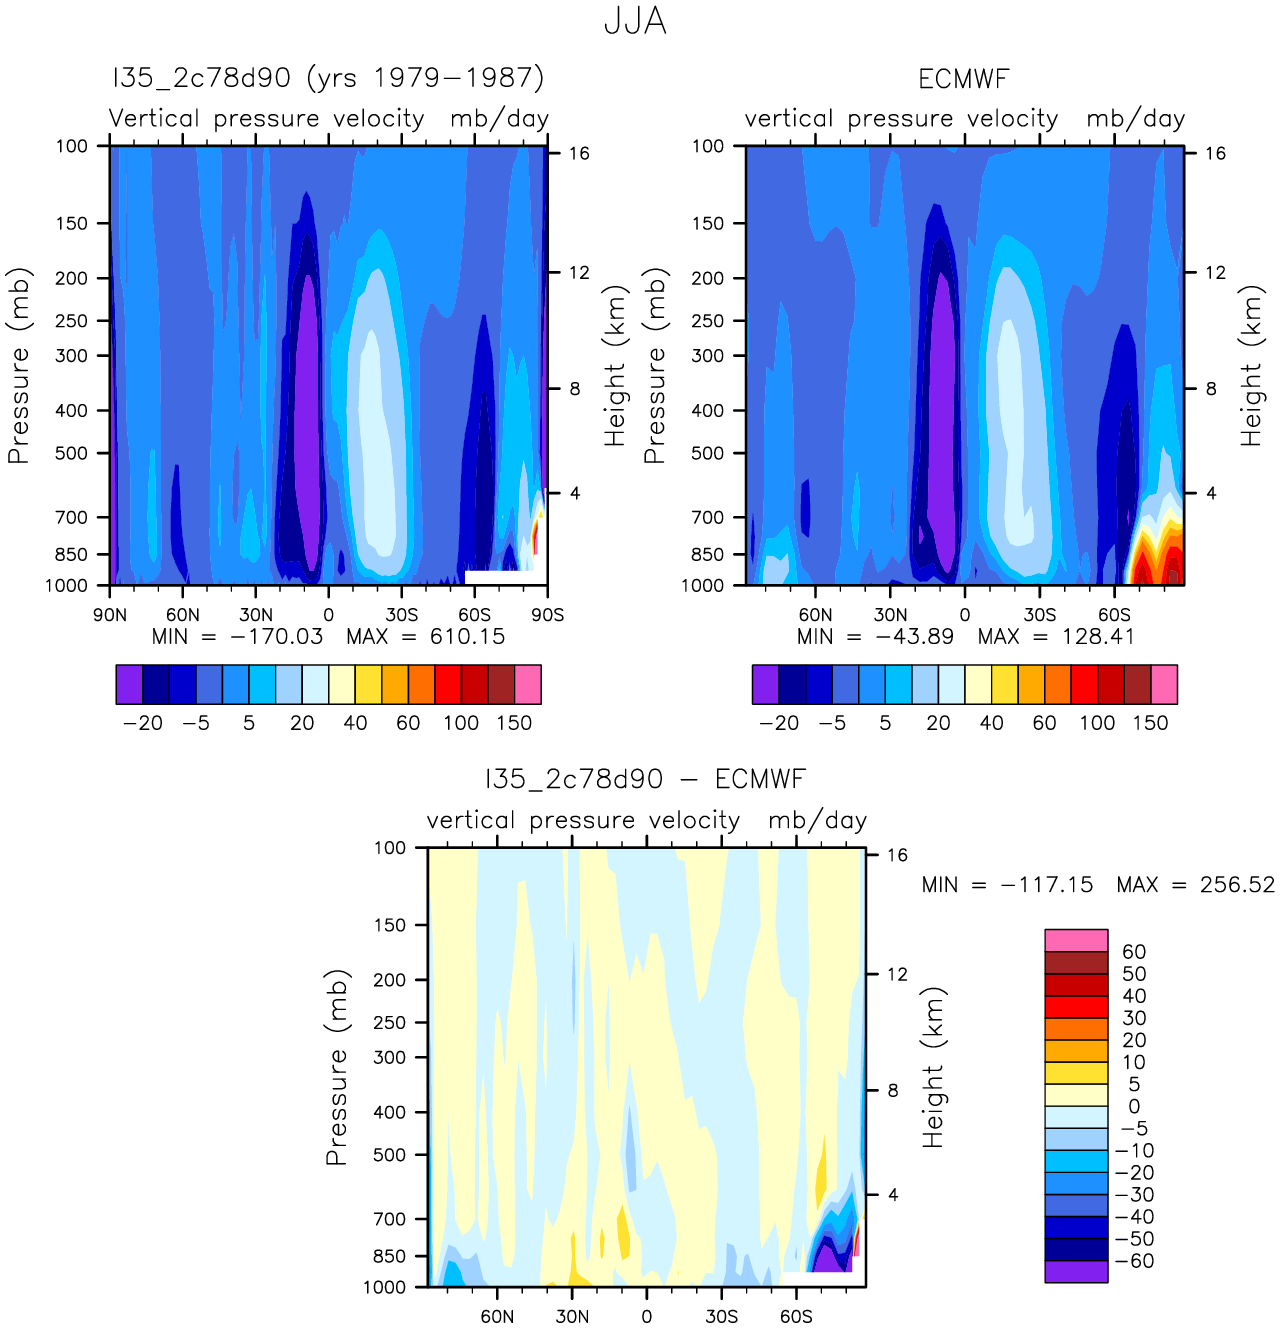 JJA
I35_2c78d90 (yrs 1979−1987)
Vertical pressure velocity mb/day
100
150
200
250
300
400
500
700
850
1000
Pressure (mb)
16
12
8
4
Height (km)
90N 60N 30N 0 30S 60S 90S
MIN = −170.03 MAX = 610.15
−20 −5 5 20 40 60 100 150
ECMWF
vertical pressure velocity mb/day
100
150
200
250
300
400
500
700
850
1000
Pressure (mb)
16
12
8
4
Height (km)
60N 30N 0 30S 60S
MIN = −43.89 MAX = 128.41
−20 −5 5 20 40 60 100 150
I35_2c78d90 − ECMWF
vertical pressure velocity mb/day
100
150
200
250
300
400
500
700
850
1000
Pressure (mb)
16
12
8
4
Height (km)
60N 30N 0 30S 60S
MIN = −117.15 MAX = 256.52
60
50
40
30
20
10
5
0
−5
−10
−20
−30
−40
−50
−60